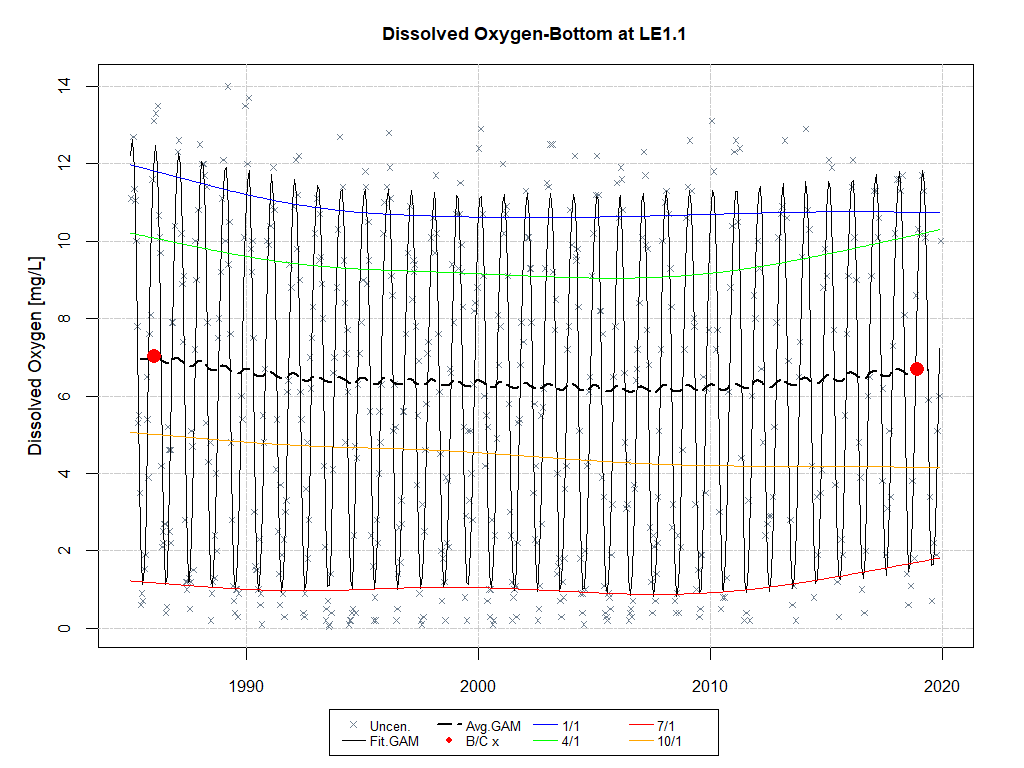 Dissolved Oxygen-Bottom at LE1.1
Dissolved Oxygen [mg/L]
14
12
10
8
6
4
2
0
1990 2000 2010 2020
Uncen. Avg.GAM 1/1 7/1
Fit.GAM B/C x 4/1 10/1